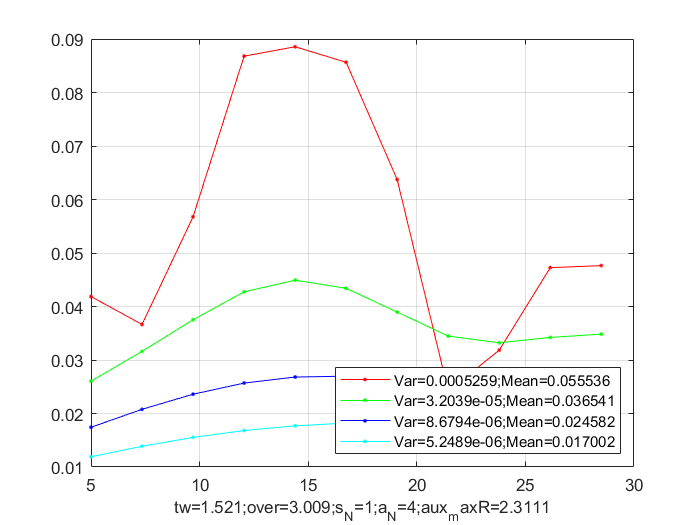 0.09
0.08
0.07
0.06
0.05
0.04
0.03
0.02
0.01
Var=0.0005259;Mean=0.055536
Var=3.2039e-05;Mean=0.036541
Var=8.6794e-06;Mean=0.024582
Var=5.2489e-06;Mean=0.017002
5 10 15 20 25 30
tw=1.521;over=3.009;s_N=1;a_N=4;aux_maxR=2.3111